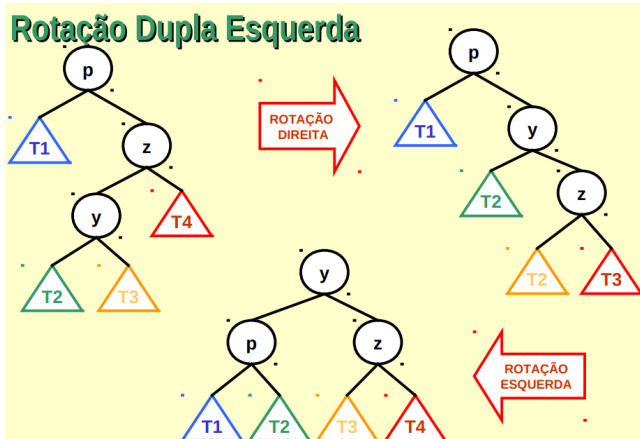 Rotação Dupla Esquerda
p
T1
z
y
T4
T2
T3
ROTAÇÃO
DIREITA
p
T1
y
T2
z
T2
T3
y
p
z
T1
T2
T3
T4
ROTAÇÃO
ESQUERDA